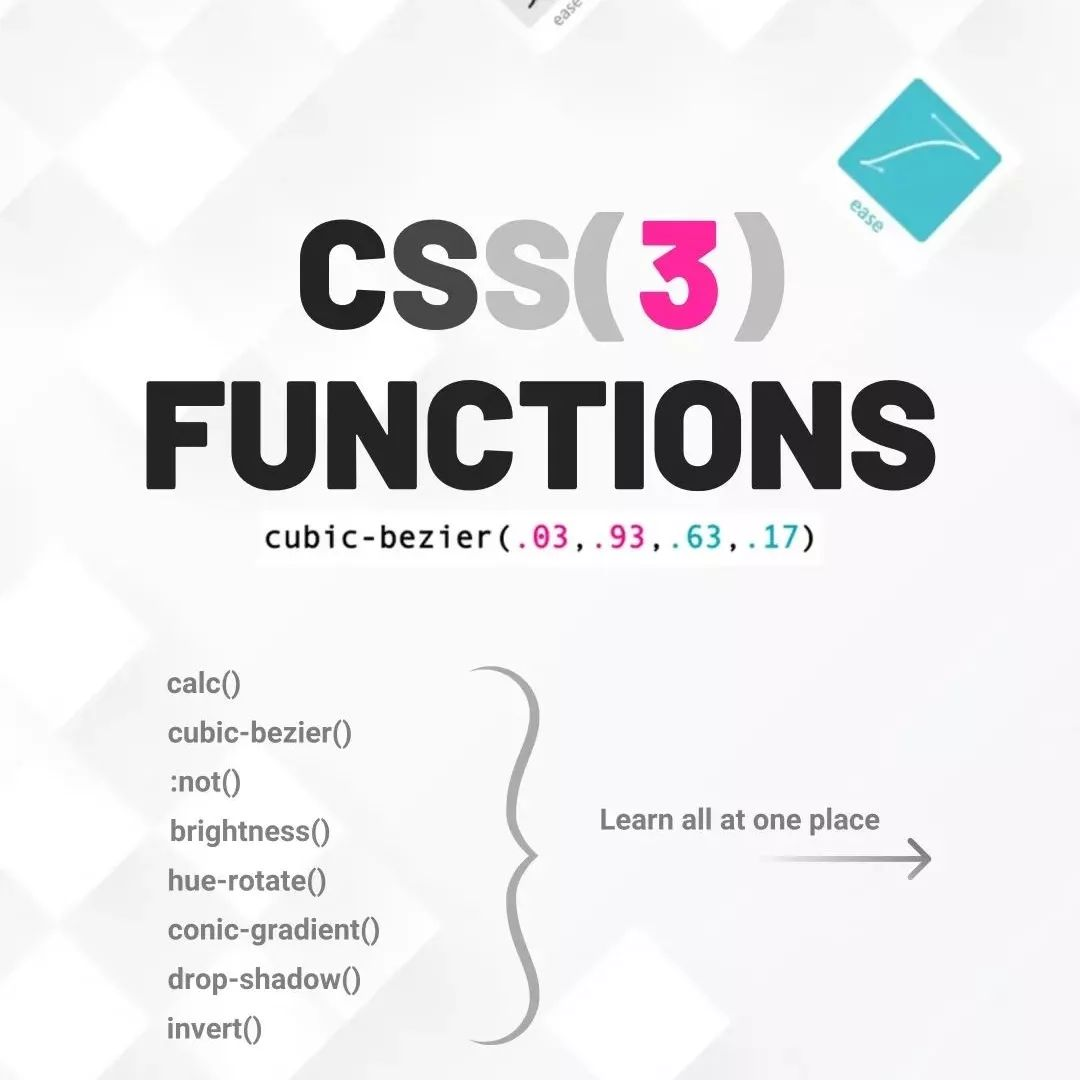 ease
ease
CSS(3)
FUNCTIONS
cubic-bezier(.03,.93,.63,.17)
calc()
cubic-bezier()
:not()
brightness()
hue-rotate()
conic-gradient()
drop-shadow()
invert()
Learn all at one place